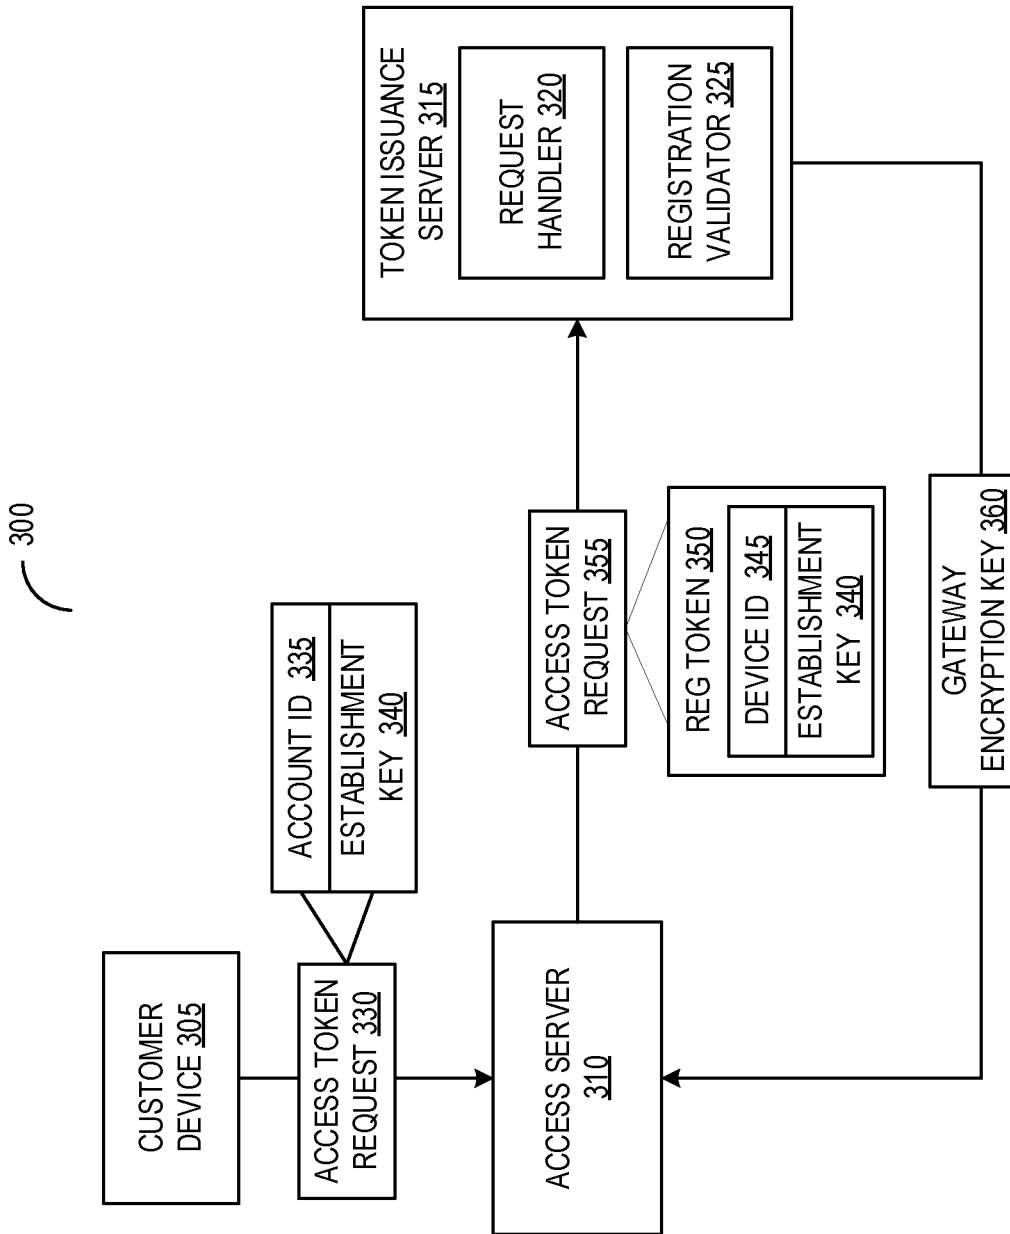 300
CUSTOMER
DEVICE 305
ACCESS TOKEN
REQUEST 330
ACCOUNT ID 335
ESTABLISHMENT
KEY 340
ACCESS SERVER
310
ACCESS TOKEN
REQUEST 355
REG TOKEN 350
DEVICE ID 345
ESTABLISHMENT
KEY 340
TOKEN ISSUANCE
SERVER 315
REQUEST
HANDLER 320
REGISTRATION
VALIDATOR 325
GATEWAY
ENCRYPTION KEY 360